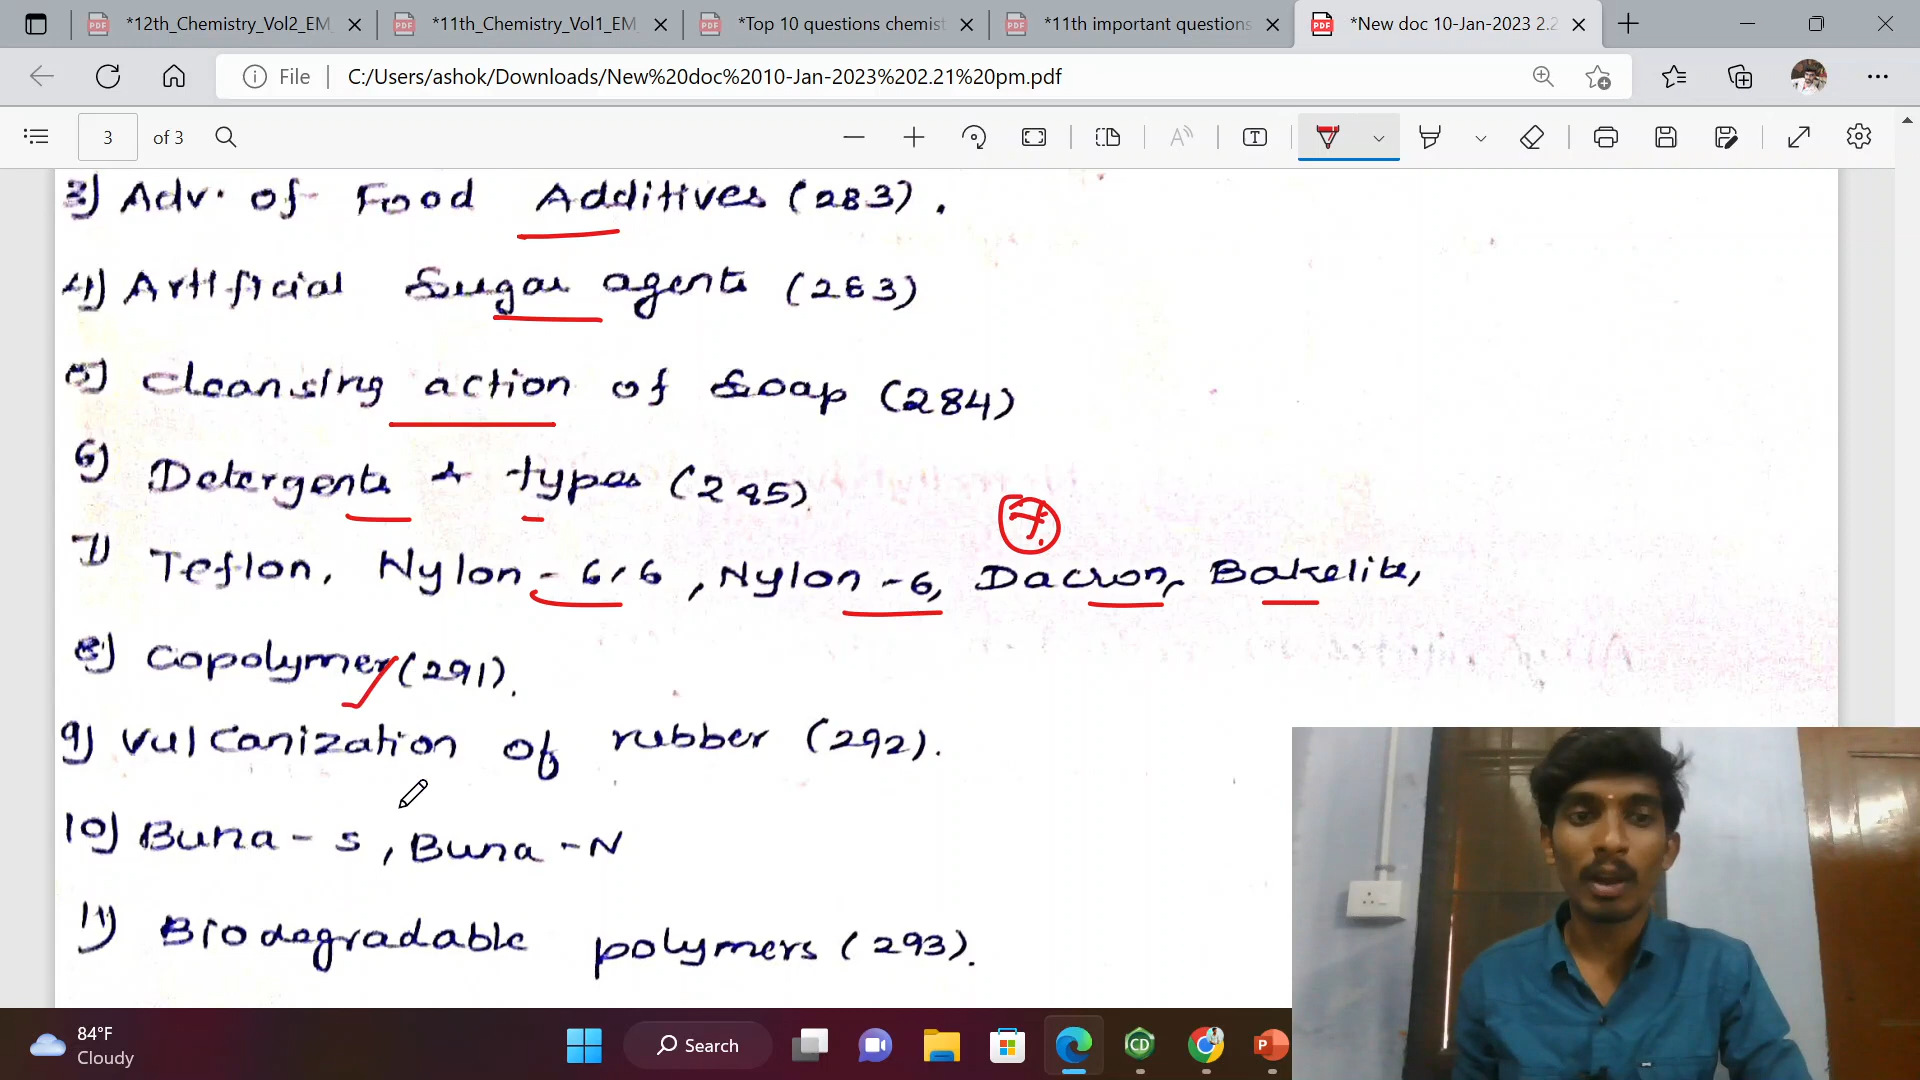 *12th_Chemistry_Vol2_EM
*11th_Chemistry_Vol1_EM
*Top 10 questions chemist
*11th important questions
*New doc 10-Jan-2023 2.2
File
C:/Users/ashok/Downloads/New%20doc%2010-Jan-2023%202.21%20pm.pdf
3 of 3
3) Adv. of Food Additives (283).
4) Artificial Sugar agents (283)
5) Cleansing action of Soap (284)
6) Detergents & types (285)
7.
7) Teflon, Nylon - 6,6, Nylon - 6, Dacron, Bakelite,
8) Copolymer (291).
9) Vulcanization of rubber (292).
10) Buna - S, Buna - N
11) Biodegradable polymers (293).
84°F
Cloudy
Search
CD
P